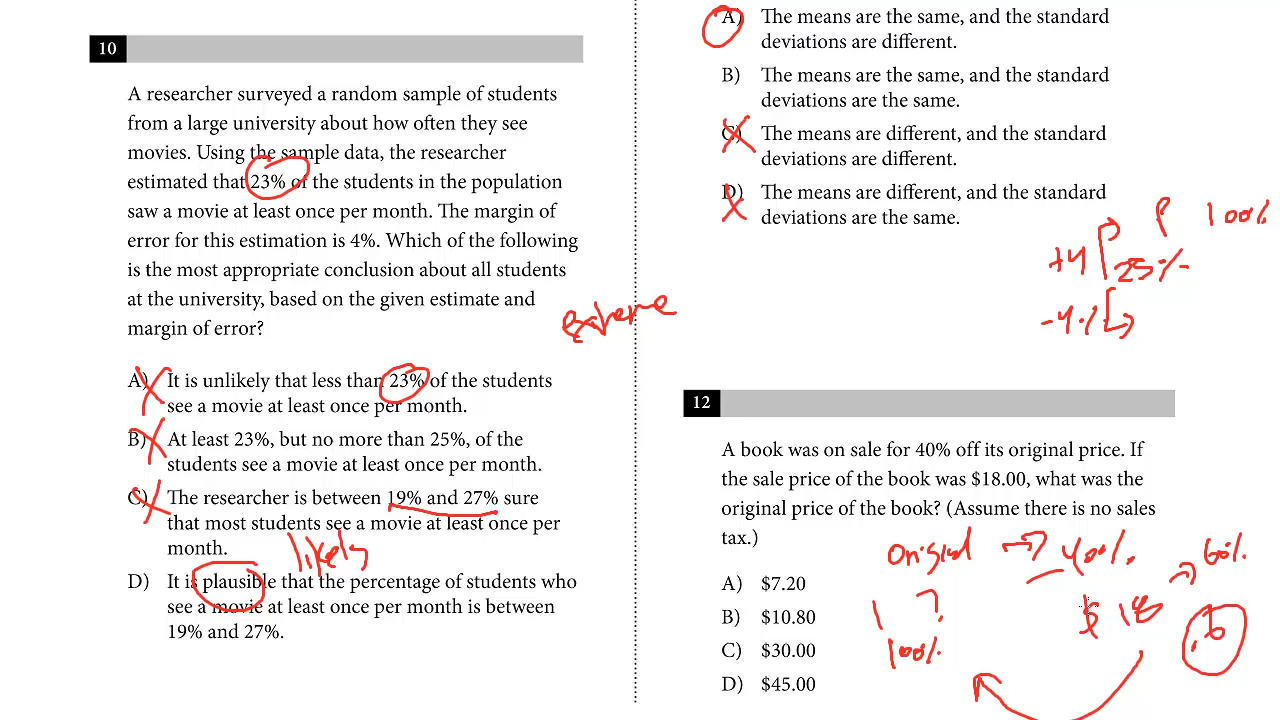 10
A researcher surveyed a random sample of students
from a large university about how often they see
movies. Using the sample data, the researcher
estimated that 23% of the students in the population
saw a movie at least once per month. The margin of
error for this estimation is 4%. Which of the following
is the most appropriate conclusion about all students
at the university, based on the given estimate and
margin of error?
extreme
A) It is unlikely that less than 23% of the students
see a movie at least once per month.
B) At least 23%, but no more than 25%, of the
students see a movie at least once per month.
C) The researcher is between 19% and 27% sure
that most students see a movie at least once per
month.
likely
D) It is plausible that the percentage of students who
see a movie at least once per month is between
19% and 27%.
A) The means are the same, and the standard
deviations are different.
B) The means are the same, and the standard
deviations are the same.
C) The means are different, and the standard
deviations are different.
D) The means are different, and the standard
deviations are the same.
100%
+4
-4%
12
A book was on sale for 40% off its original price. If
the sale price of the book was $18.00, what was the
original price of the book? (Assume there is no sales
tax.)
original → 40% 60%
A) $7.20
B) $10.80
C) $30.00
D) $45.00
1 ? $ 18 .6
100%